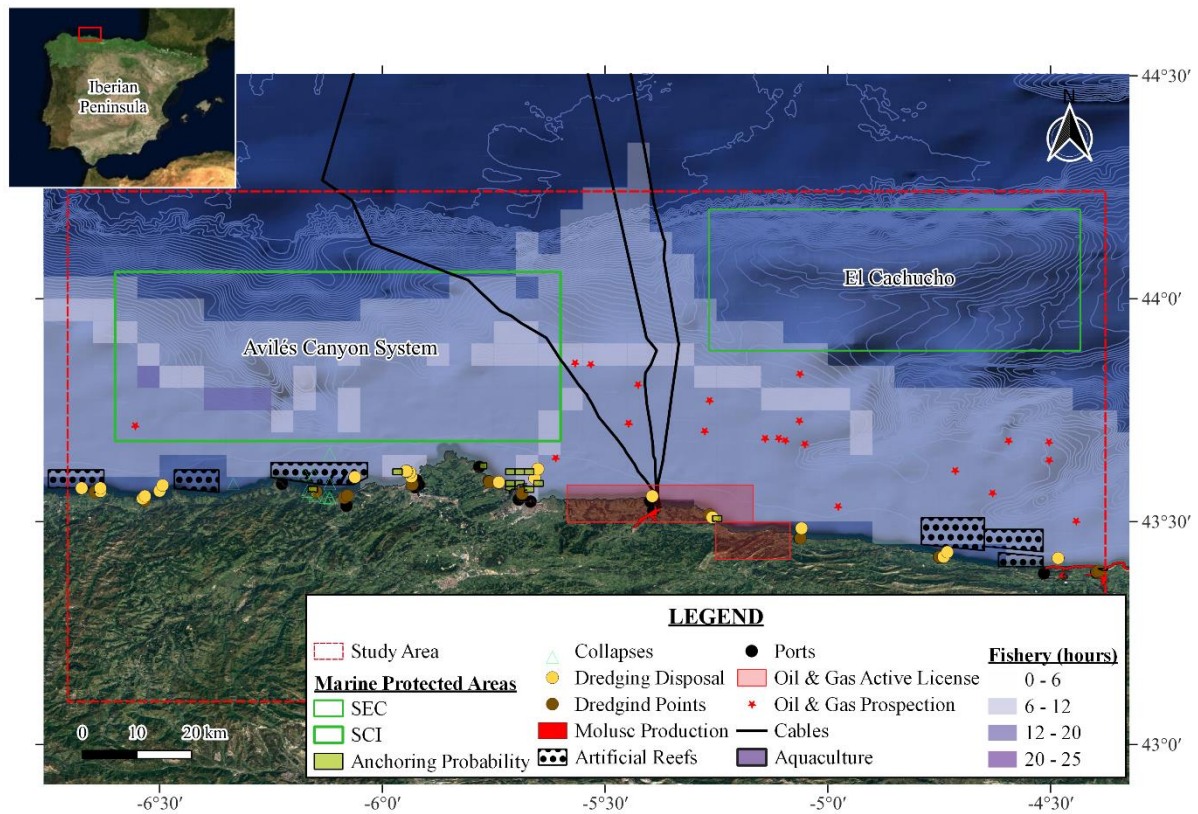 Iberian
Peninsula
44°30′
N
El Cachucho
44°0′
Avilés Canyon System
43°30′
LEGEND
Study Area
Marine Protected Areas
SEC
SCI
Anchoring Probability
Collapses
Dredging Disposal
Dredgind Points
Molusc Production
Artificial Reefs
Ports
Oil & Gas Active License
Oil & Gas Prospection
Cables
Aquaculture
Fishery (hours)
0 - 6
6 - 12
12 - 20
20 - 25
0 10 20 km
43°0′
-6°30′ -6°0′ -5°30′ -5°0′ -4°30′